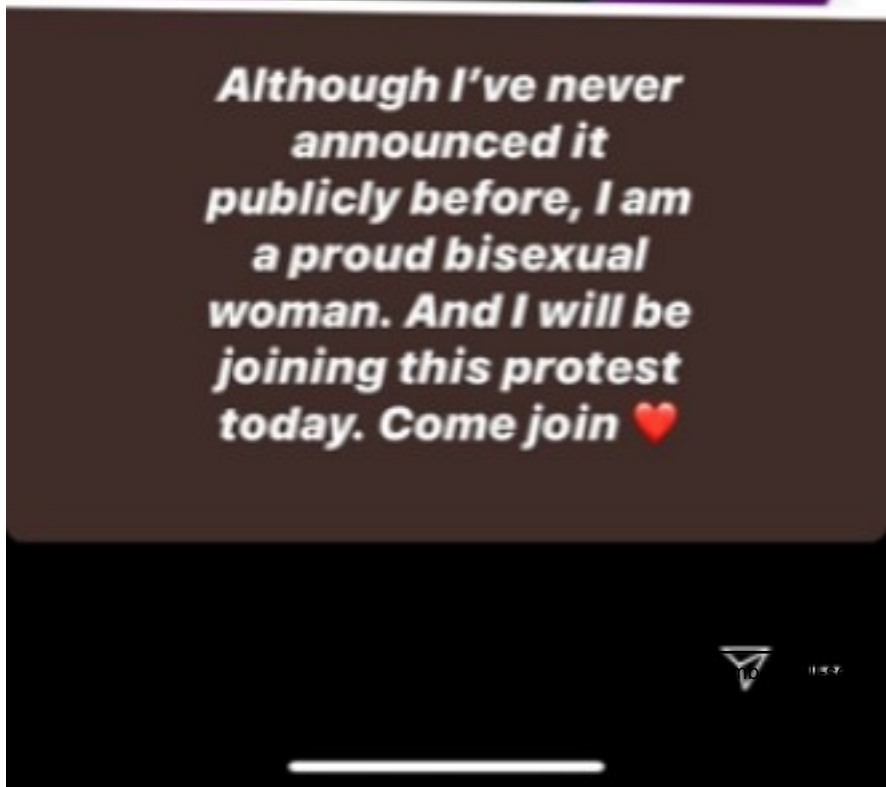 Although I’ve never
announced it
publicly before, I am
a proud bisexual
woman. And I will be
joining this protest
today. Come join ❤️